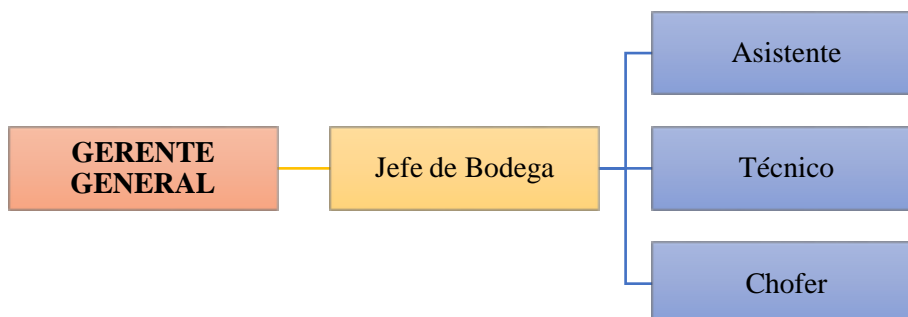 GERENTE
GENERAL
Jefe de Bodega
Asistente
Técnico
Chofer